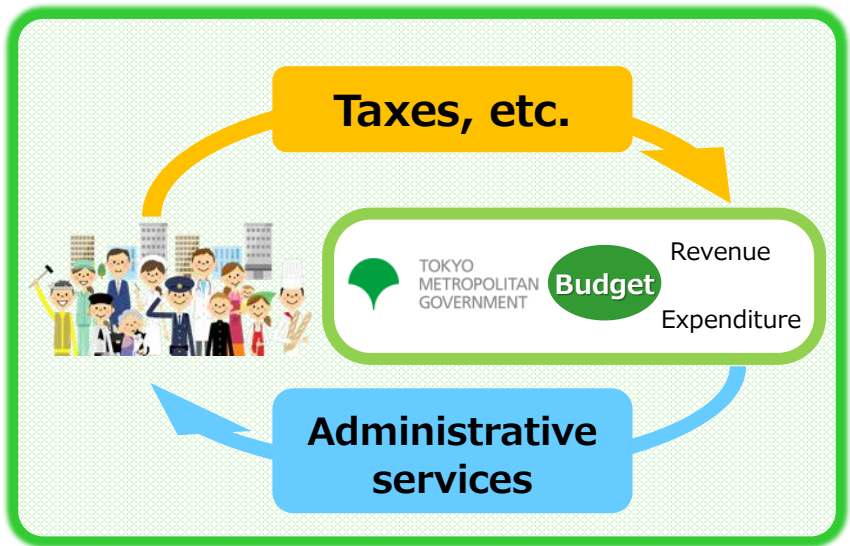 Taxes, etc.
TOKYO
METROPOLITAN
GOVERNMENT
Budget
Revenue
Expenditure
Administrative
services